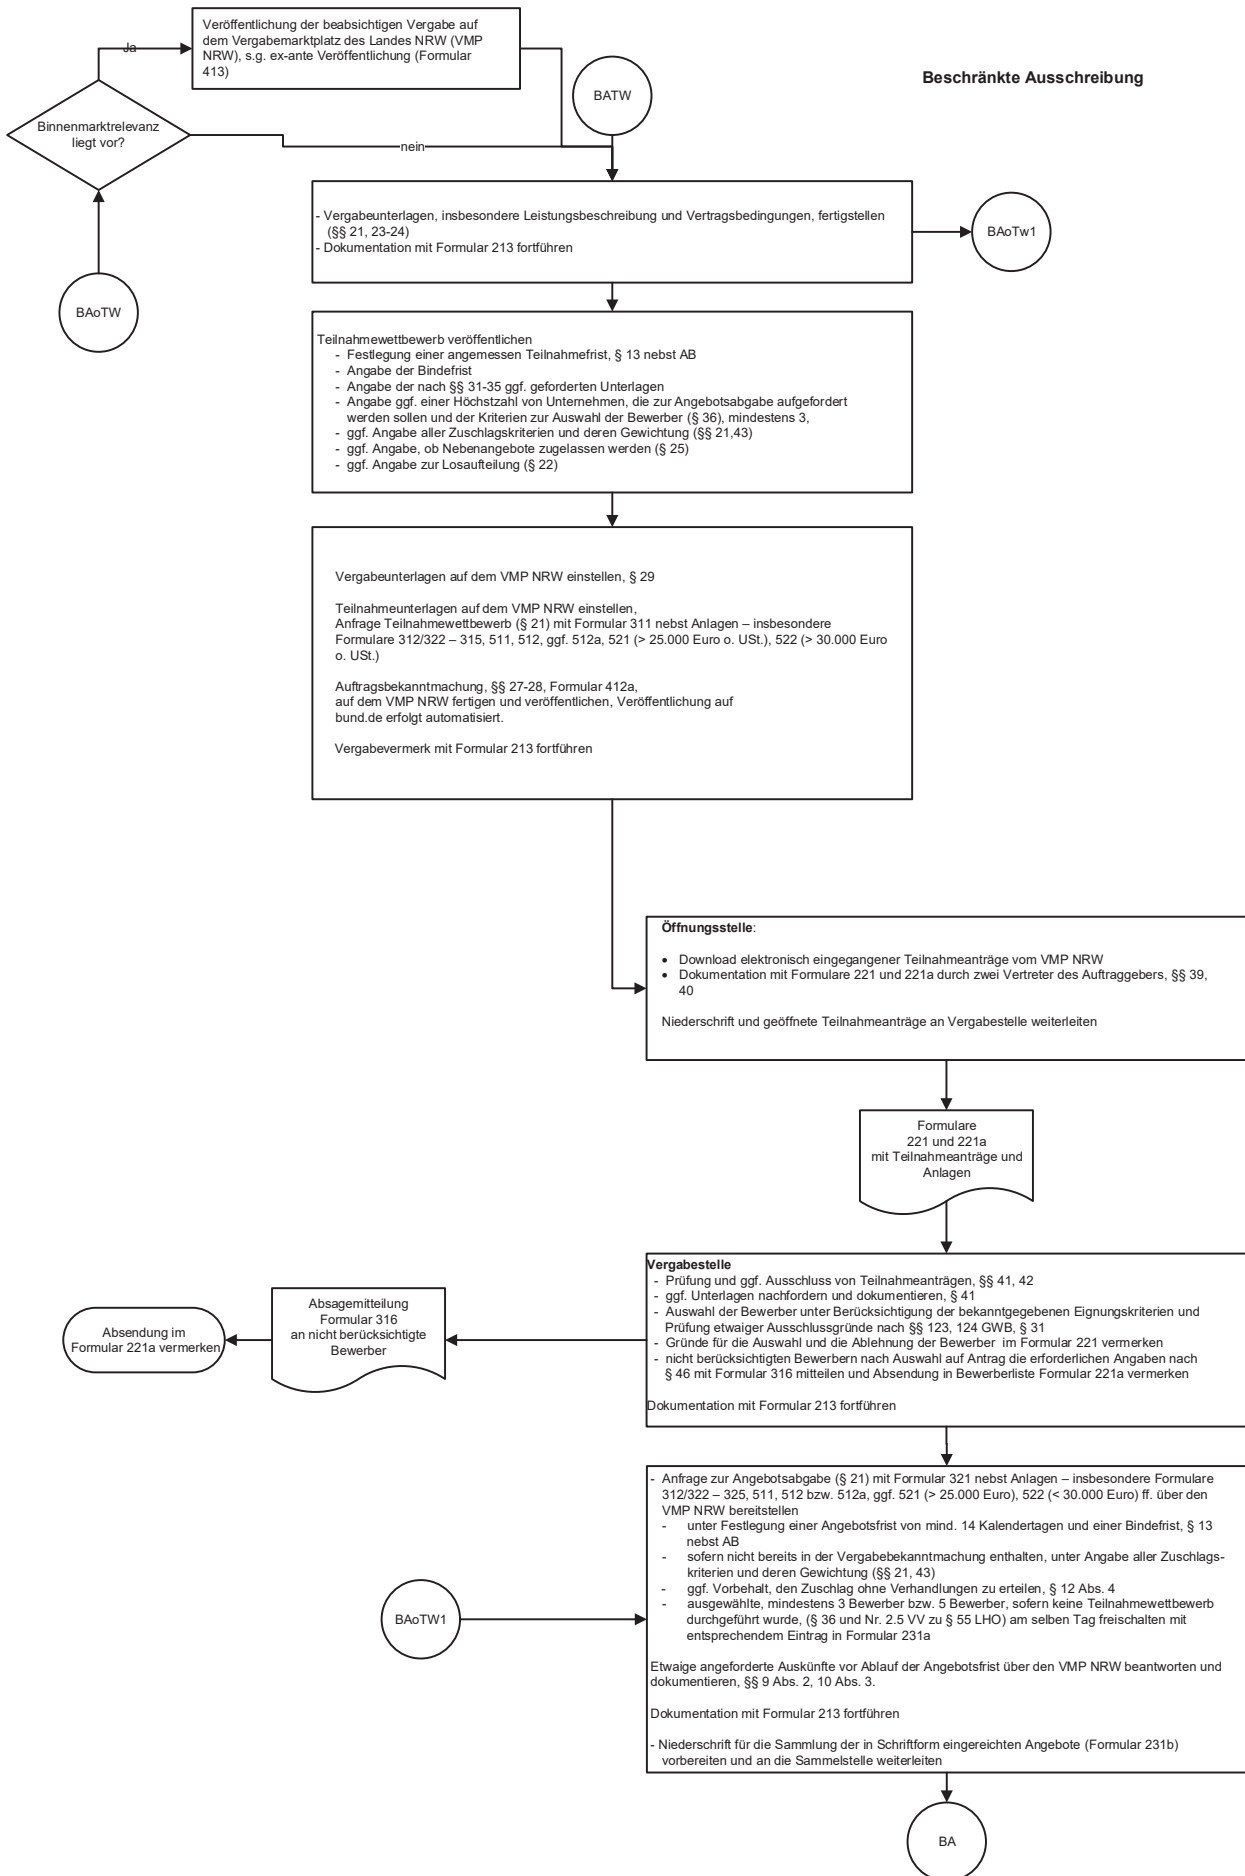 Beschränkte Ausschreibung
Veröffentlichung der beabsichtigen Vergabe auf
dem Vergabemarktplatz des Landes NRW (VMP
NRW), s.g. ex-ante Veröffentlichung (Formular
413)
Ja
BATW
Binnenmarktrelevanz
liegt vor?
nein
- Vergabeunterlagen, insbesondere Leistungsbeschreibung und Vertragsbedingungen, fertigstellen
(§§ 21, 23-24)
- Dokumentation mit Formular 213 fortführen
BAoTw1
BAoTW
Teilnahmewettbewerb veröffentlichen
- Festlegung einer angemessen Teilnahmefrist, § 13 nebst AB
- Angabe der Bindefrist
- Angabe der nach §§ 31-35 ggf. geforderten Unterlagen
- Angabe ggf. einer Höchstzahl von Unternehmen, die zur Angebotsabgabe aufgefordert
werden sollen und der Kriterien zur Auswahl der Bewerber (§ 36), mindestens 3,
- ggf. Angabe aller Zuschlagskriterien und deren Gewichtung (§§ 21,43)
- ggf. Angabe, ob Nebenangebote zugelassen werden (§ 25)
- ggf. Angabe zur Losaufteilung (§ 22)
Vergabeunterlagen auf dem VMP NRW einstellen, § 29
Teilnahmeunterlagen auf dem VMP NRW einstellen,
Anfrage Teilnahmewettbewerb (§ 21) mit Formular 311 nebst Anlagen – insbesondere
Formulare 312/322 – 315, 511, 512, ggf. 512a, 521 (> 25.000 Euro o. USt.), 522 (> 30.000 Euro
o. USt.)
Auftragsbekanntmachung, §§ 27-28, Formular 412a,
auf dem VMP NRW fertigen und veröffentlichen, Veröffentlichung auf
bund.de erfolgt automatisiert.
Vergabevermerk mit Formular 213 fortführen
Öffnungsstelle:
• Download elektronisch eingegangener Teilnahmeanträge vom VMP NRW
• Dokumentation mit Formulare 221 und 221a durch zwei Vertreter des Auftraggebers, §§ 39,
40
Niederschrift und geöffnete Teilnahmeanträge an Vergabestelle weiterleiten
Formulare
221 und 221a
mit Teilnahmeanträge und
Anlagen
Vergabestelle
- Prüfung und ggf. Ausschluss von Teilnahmeanträgen, §§ 41, 42
- ggf. Unterlagen nachfordern und dokumentieren, § 41
- Auswahl der Bewerber unter Berücksichtigung der bekanntgegebenen Eignungskriterien und
Prüfung etwaiger Ausschlussgründe nach §§ 123, 124 GWB, § 31
- Gründe für die Auswahl und die Ablehnung der Bewerber im Formular 221 vermerken
- nicht berücksichtigten Bewerbern nach Auswahl auf Antrag die erforderlichen Angaben nach
§ 46 mit Formular 316 mitteilen und Absendung in Bewerberliste Formular 221a vermerken
Dokumentation mit Formular 213 fortführen
Absagemitteilung
Formular 316
an nicht berücksichtigte
Bewerber
Absendung im
Formular 221a vermerken
- Anfrage zur Angebotsabgabe (§ 21) mit Formular 321 nebst Anlagen – insbesondere Formulare
312/322 – 325, 511, 512 bzw. 512a, ggf. 521 (> 25.000 Euro), 522 (< 30.000 Euro) ff. über den
VMP NRW bereitstellen
- unter Festlegung einer Angebotsfrist von mind. 14 Kalendertagen und einer Bindefrist, § 13
nebst AB
- sofern nicht bereits in der Vergabebekanntmachung enthalten, unter Angabe aller Zuschlags-
kriterien und deren Gewichtung (§§ 21, 43)
- ggf. Vorbehalt, den Zuschlag ohne Verhandlungen zu erteilen, § 12 Abs. 4
- ausgewählte, mindestens 3 Bewerber bzw. 5 Bewerber, sofern keine Teilnahmewettbewerb
durchgeführt wurde, (§ 36 und Nr. 2.5 VV zu § 55 LHO) am selben Tag freischalten mit
entsprechendem Eintrag in Formular 231a
Etwaige angeforderte Auskünfte vor Ablauf der Angebotsfrist über den VMP NRW beantworten und
dokumentieren, §§ 9 Abs. 2, 10 Abs. 3.
Dokumentation mit Formular 213 fortführen
- Niederschrift für die Sammlung der in Schriftform eingereichten Angebote (Formular 231b)
vorbereiten und an die Sammelstelle weiterleiten
BAoTW1
BA